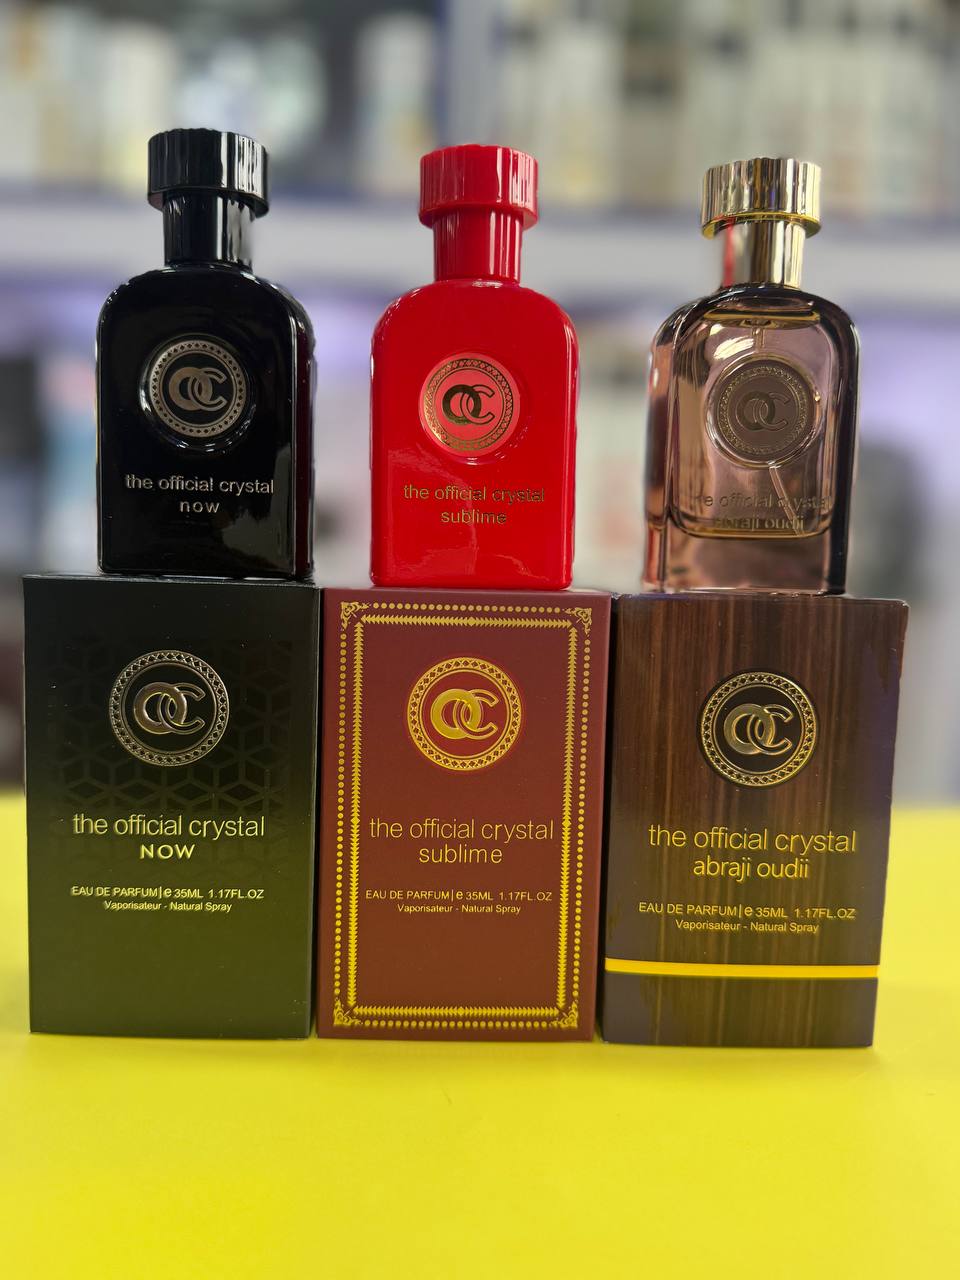 OC
the official crystal
now
OC
the official crystal
sublime
OC
the official crystal
abraji oudii
OC
the official crystal
NOW
EAU DE PARFUM|e 35ML 1.17FL.OZ
Vaporisateur - Natural Spray
OC
the official crystal
sublime
EAU DE PARFUM|e 35ML 1.17FL.OZ
Vaporisateur - Natural Spray
OC
the official crystal
abraji oudii
EAU DE PARFUM|e 35ML 1.17FL.OZ
Vaporisateur - Natural Spray